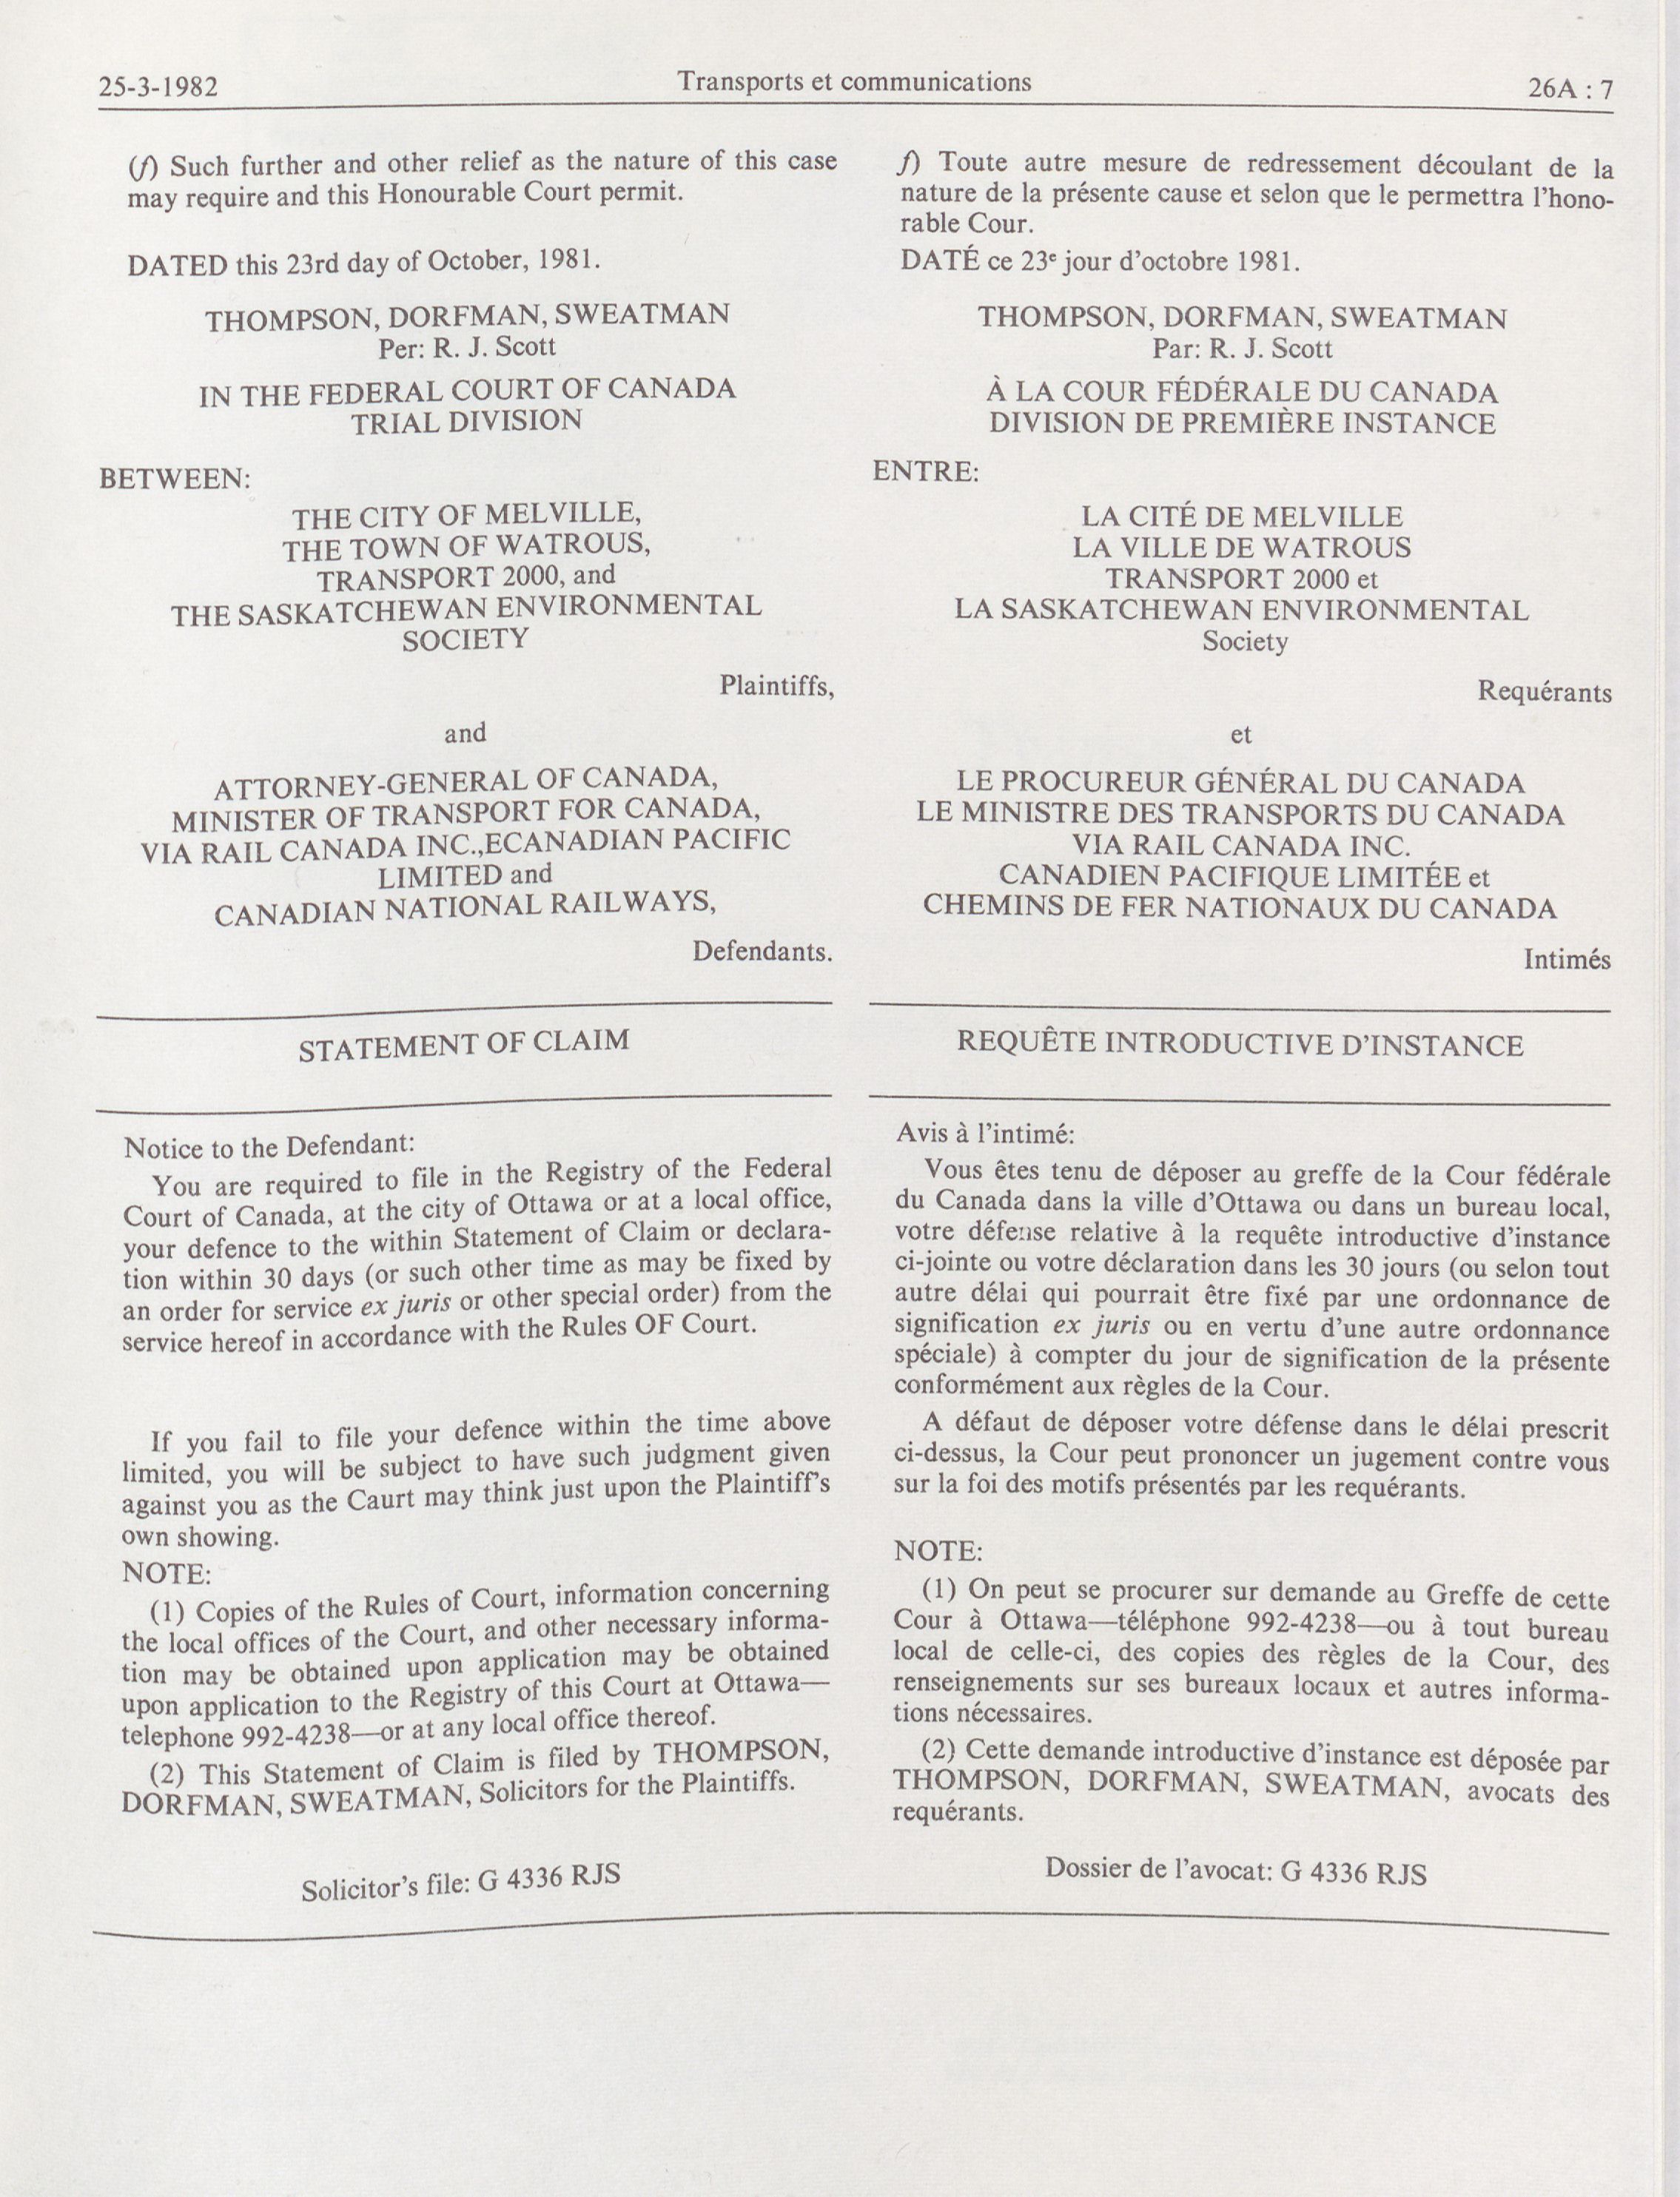 25-3-1982
Transports et communications
26A : 7
(f) Such further and other relief as the nature of this case
may require and this Honourable Court permit.
DATED this 23rd day of October, 1981.
THOMPSON, DORFMAN, SWEATMAN
Per: R. J. Scott
IN THE FEDERAL COURT OF CANADA
TRIAL DIVISION
BETWEEN:
THE CITY OF MELVILLE,
THE TOWN OF WATROUS,
TRANSPORT 2000, and
THE SASKATCHEWAN ENVIRONMENTAL
SOCIETY
Plaintiffs,
and
ATTORNEY-GENERAL OF CANADA,
MINISTER OF TRANSPORT FOR CANADA,
VIA RAIL CANADA INC.,ECANADIAN PACIFIC
LIMITED and
CANADIAN NATIONAL RAILWAYS,
Defendants.
STATEMENT OF CLAIM
Notice to the Defendant:
You are required to file in the Registry of the Federal
Court of Canada, at the city of Ottawa or at a local office,
your defence to the within Statement of Claim or declara-
tion within 30 days (or such other time as may be fixed by
an order for service ex juris or other special order) from the
service hereof in accordance with the Rules OF Court.
If you fail to file your defence within the time above
limited, you will be subject to have such judgment given
against you as the Caurt may think just upon the Plaintiff's
own showing.
NOTE:
(1) Copies of the Rules of Court, information concerning
the local offices of the Court, and other necessary informa-
tion may be obtained upon application may be obtained
upon application to the Registry of this Court at Ottawa—
telephone 992-4238—or at any local office thereof.
(2) This Statement of Claim is filed by THOMPSON,
DORFMAN, SWEATMAN, Solicitors for the Plaintiffs.
Solicitor's file: G 4336 RJS
f) Toute autre mesure de redressement découlant de la
nature de la présente cause et selon que le permettra l'hono-
rable Cour.
DATÉ ce 23e jour d'octobre 1981.
THOMPSON, DORFMAN, SWEATMAN
Par: R. J. Scott
À LA COUR FÉDÉRALE DU CANADA
DIVISION DE PREMIÈRE INSTANCE
ENTRE:
LA CITÉ DE MELVILLE
LA VILLE DE WATROUS
TRANSPORT 2000 et
LA SASKATCHEWAN ENVIRONMENTAL
Society
Requérants
et
LE PROCUREUR GÉNÉRAL DU CANADA
LE MINISTRE DES TRANSPORTS DU CANADA
VIA RAIL CANADA INC.
CANADIEN PACIFIQUE LIMITÉE et
CHEMINS DE FER NATIONAUX DU CANADA
Intimés
REQUÊTE INTRODUCTIVE D'INSTANCE
Avis à l'intimé:
Vous êtes tenu de déposer au greffe de la Cour fédérale
du Canada dans la ville d'Ottawa ou dans un bureau local,
votre défense relative à la requête introductive d'instance
ci-jointe ou votre déclaration dans les 30 jours (ou selon tout
autre délai qui pourrait être fixé par une ordonnance de
signification ex juris ou en vertu d'une autre ordonnance
spéciale) à compter du jour de signification de la présente
conformément aux règles de la Cour.
A défaut de déposer votre défense dans le délai prescrit
ci-dessus, la Cour peut prononcer un jugement contre vous
sur la foi des motifs présentés par les requérants.
NOTE:
(1) On peut se procurer sur demande au Greffe de cette
Cour à Ottawa—téléphone 992-4238—ou à tout bureau
local de celle-ci, des copies des règles de la Cour, des
renseignements sur ses bureaux locaux et autres informa-
tions nécessaires.
(2) Cette demande introductive d'instance est déposée par
THOMPSON, DORFMAN, SWEATMAN, avocats des
requérants.
Dossier de l'avocat: G 4336 RJS